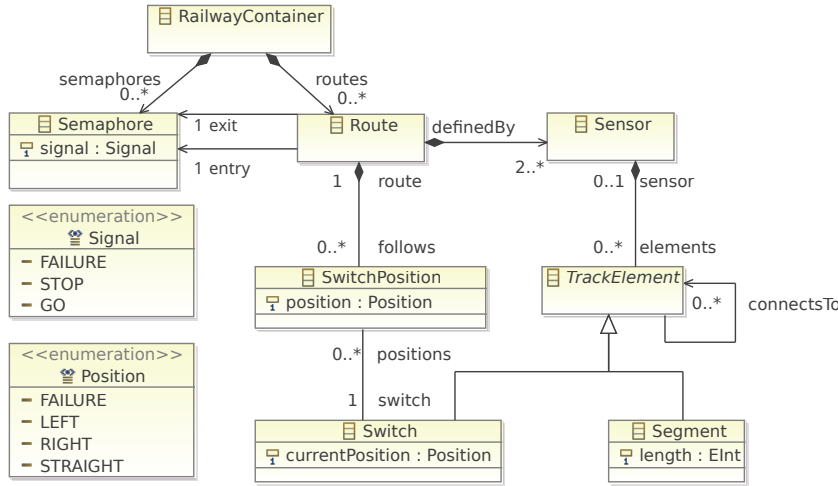 RailwayContainer
semaphores
0..*
routes
0..*
Semaphore
signal : Signal
1 exit
1 entry
Route
definedBy
2..*
Sensor
1 route
0..1 sensor
<<enumeration>>
Signal
FAILURE
STOP
GO
0..* follows
0..* elements
SwitchPosition
position : Position
TrackElement
0..*
connectsTo
<<enumeration>>
Position
FAILURE
LEFT
RIGHT
STRAIGHT
0..* positions
1 switch
Switch
currentPosition : Position
Segment
length : EInt